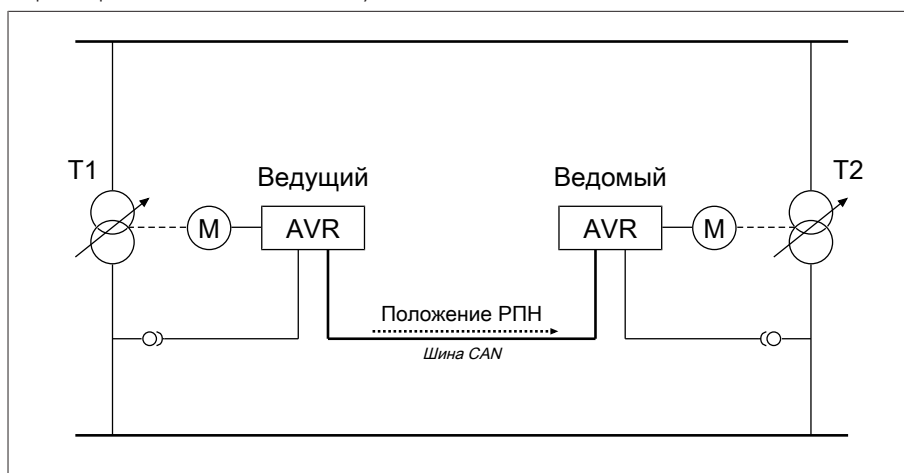 T1
Ведущий
Ведомый
T2
M
AVR
AVR
M
Положение РПН
Шина CAN